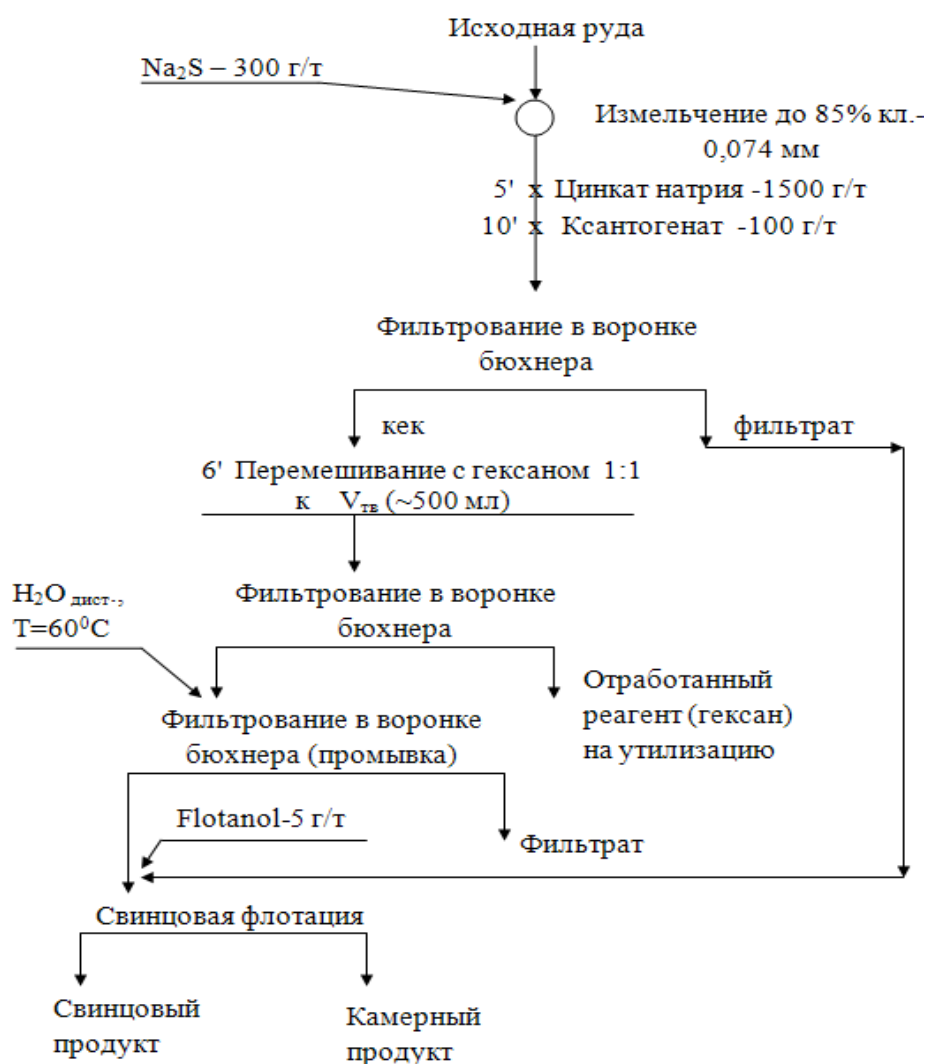 Исходная руда
Na₂S – 300 г/т
Измельчение до 85% кл.-
0,074 мм
5' х Цинкат натрия -1500 г/т
10' х Ксантогенат -100 г/т
Фильтрование в воронке
бюхнера
кек
фильтрат
6' Перемешивание с гексаном 1:1
к Vтв (~500 мл)
H₂O дист.,
T=60⁰C
Фильтрование в воронке
бюхнера
Отработанный
реагент (гексан)
на утилизацию
Фильтрование в воронке
бюхнера (промывка)
Flotanol-5 г/т
Фильтрат
Свинцовая флотация
Свинцовый
продукт
Камерный
продукт